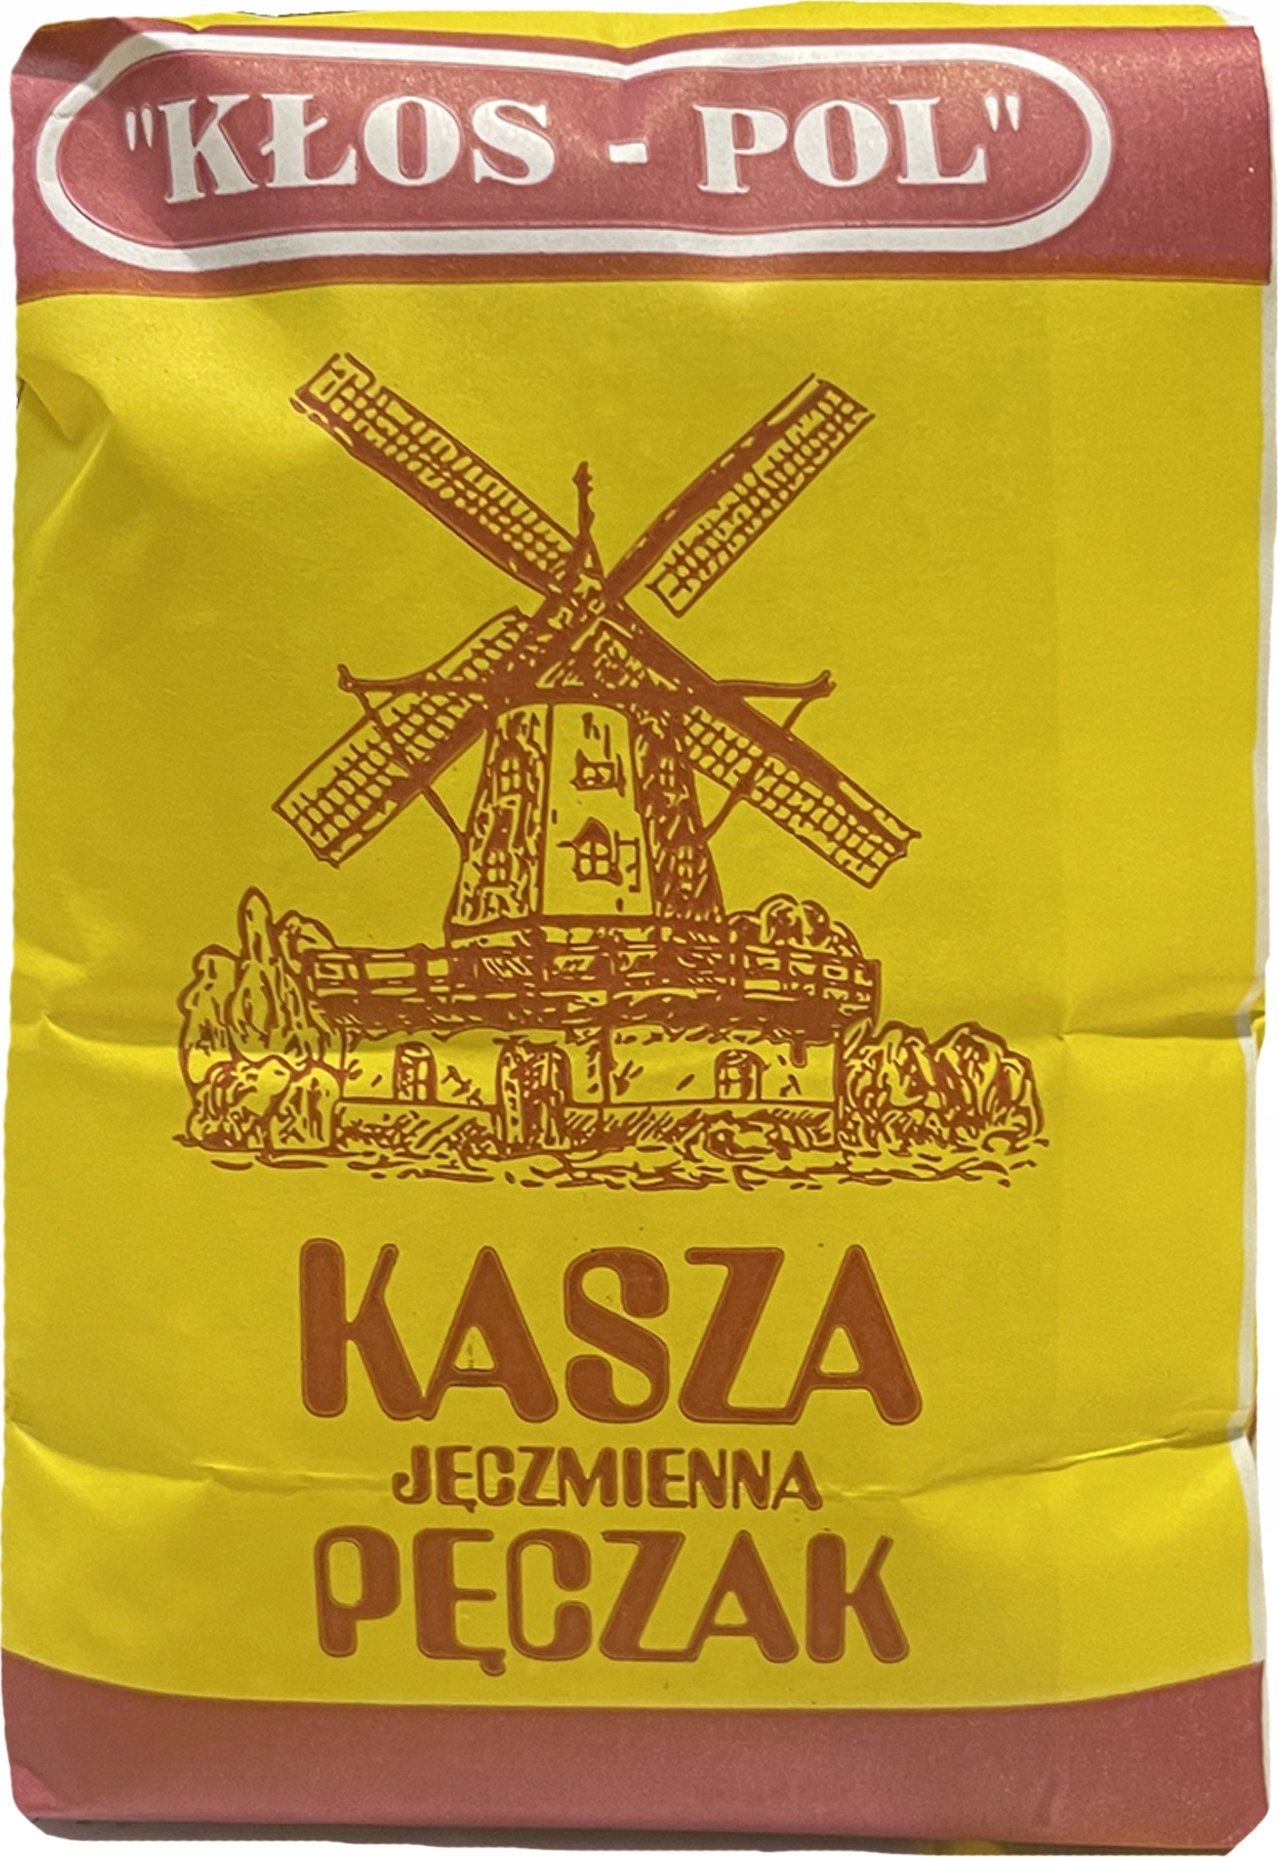 "KŁOS - POL"
KASZA
JĘCZMIENNA
PĘCZAK